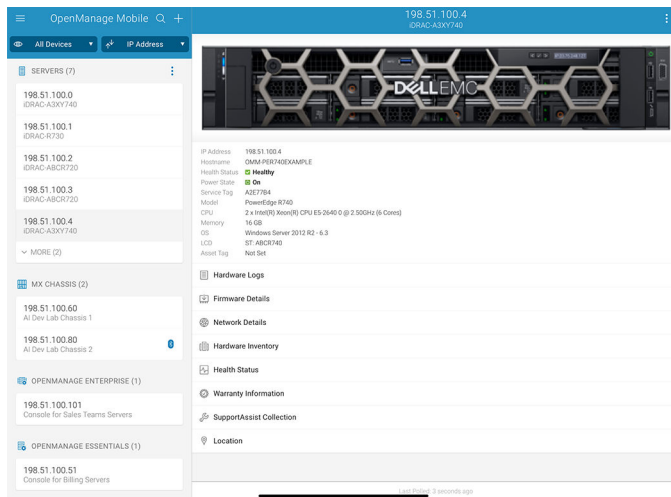 OpenManage Mobile
All Devices
IP Address
SERVERS (7)
198.51.100.0
iDRAC-A3XY740
198.51.100.1
iDRAC-R730
198.51.100.2
iDRAC-ABCR720
198.51.100.3
iDRAC-ABCR720
198.51.100.4
iDRAC-A3XY740
MORE (2)
MX CHASSIS (2)
198.51.100.60
AI Dev Lab Chassis 1
198.51.100.80
AI Dev Lab Chassis 2
OPENMANAGE ENTERPRISE (1)
198.51.100.101
Console for Sales Teams Servers
OPENMANAGE ESSENTIALS (1)
198.51.100.51
Console for Billing Servers
198.51.100.4
iDRAC-A3XY740
DELLEMC
IP Address 198.51.100.4
Hostname OMM-PER740EXAMPLE
Health Status Healthy
Power State On
Service Tag A2E77B4
Model PowerEdge R740
CPU 2 x Intel(R) Xeon(R) CPU E5-2640 0 @ 2.50GHz (6 Cores)
Memory 16 GB
OS Windows Server 2012 R2 - 6.3
LCD ST: ABCR740
Asset Tag Not Set
Hardware Logs
Firmware Details
Network Details
Hardware Inventory
Health Status
Warranty Information
SupportAssist Collection
Location
Last Polled: 3 seconds ago